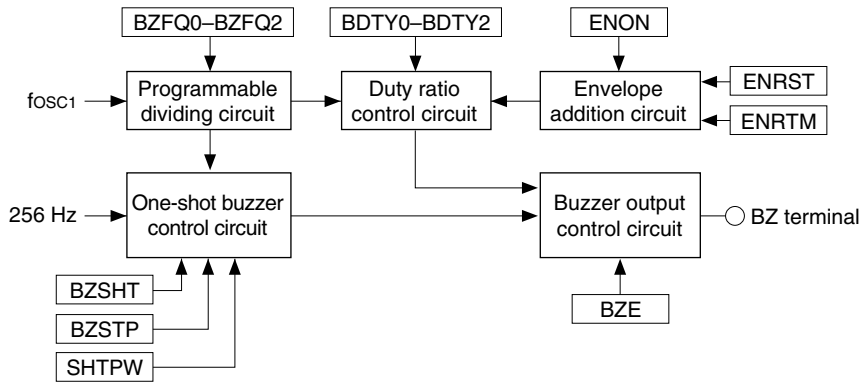 BZFQ0–BZFQ2
BDTY0–BDTY2
ENON
fOSC1
Programmable
dividing circuit
Duty ratio
control circuit
Envelope
addition circuit
ENRST
ENRTM
256 Hz
One-shot buzzer
control circuit
Buzzer output
control circuit
BZ terminal
BZSHT
BZSTP
SHTPW
BZE